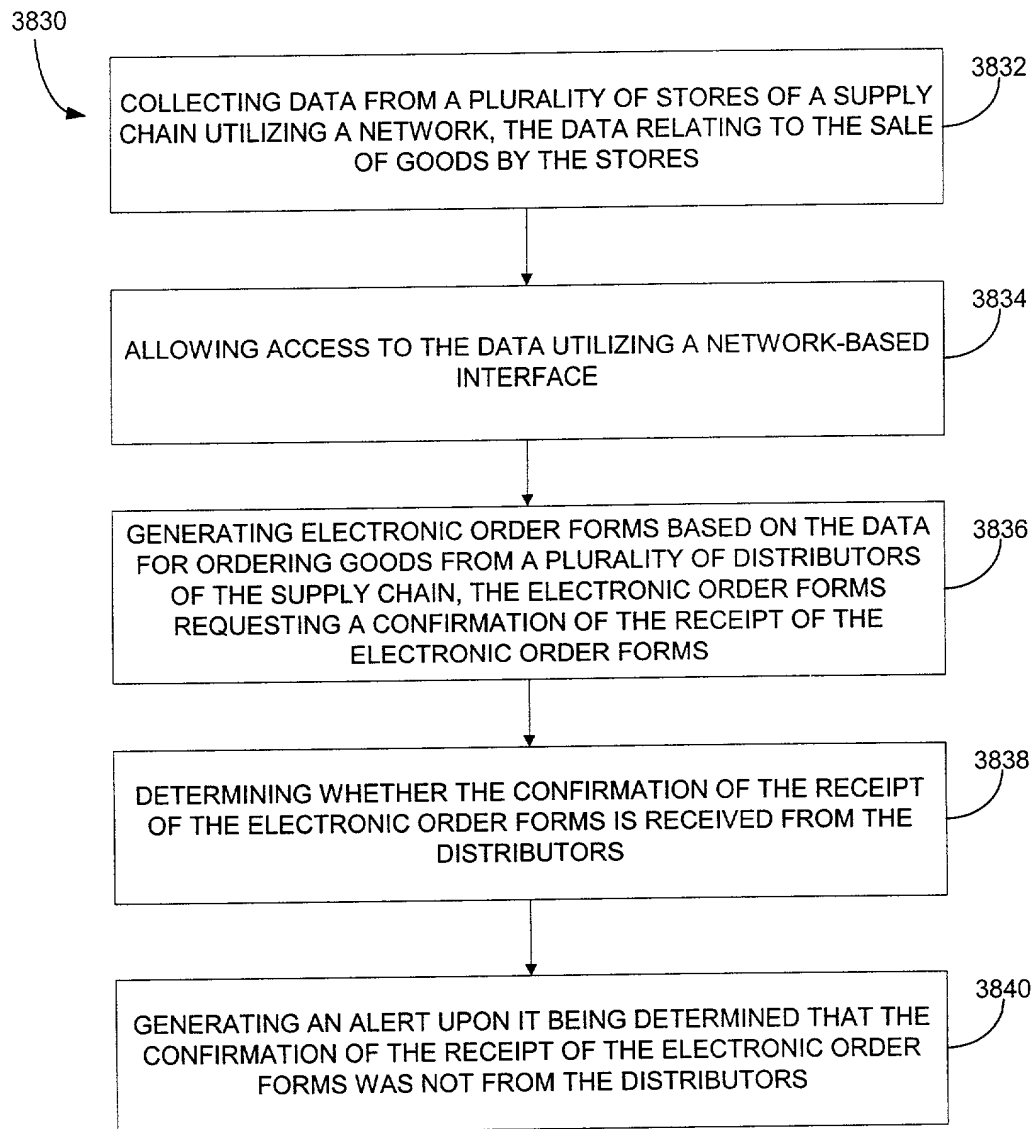 3830
3832
COLLECTING DATA FROM A PLURALITY OF STORES OF A SUPPLY
CHAIN UTILIZING A NETWORK, THE DATA RELATING TO THE SALE
OF GOODS BY THE STORES
3834
ALLOWING ACCESS TO THE DATA UTILIZING A NETWORK-BASED
INTERFACE
3836
GENERATING ELECTRONIC ORDER FORMS BASED ON THE DATA
FOR ORDERING GOODS FROM A PLURALITY OF DISTRIBUTORS
OF THE SUPPLY CHAIN, THE ELECTRONIC ORDER FORMS
REQUESTING A CONFIRMATION OF THE RECEIPT OF THE
ELECTRONIC ORDER FORMS
3838
DETERMINING WHETHER THE CONFIRMATION OF THE RECEIPT
OF THE ELECTRONIC ORDER FORMS IS RECEIVED FROM THE
DISTRIBUTORS
3840
GENERATING AN ALERT UPON IT BEING DETERMINED THAT THE
CONFIRMATION OF THE RECEIPT OF THE ELECTRONIC ORDER
FORMS WAS NOT FROM THE DISTRIBUTORS